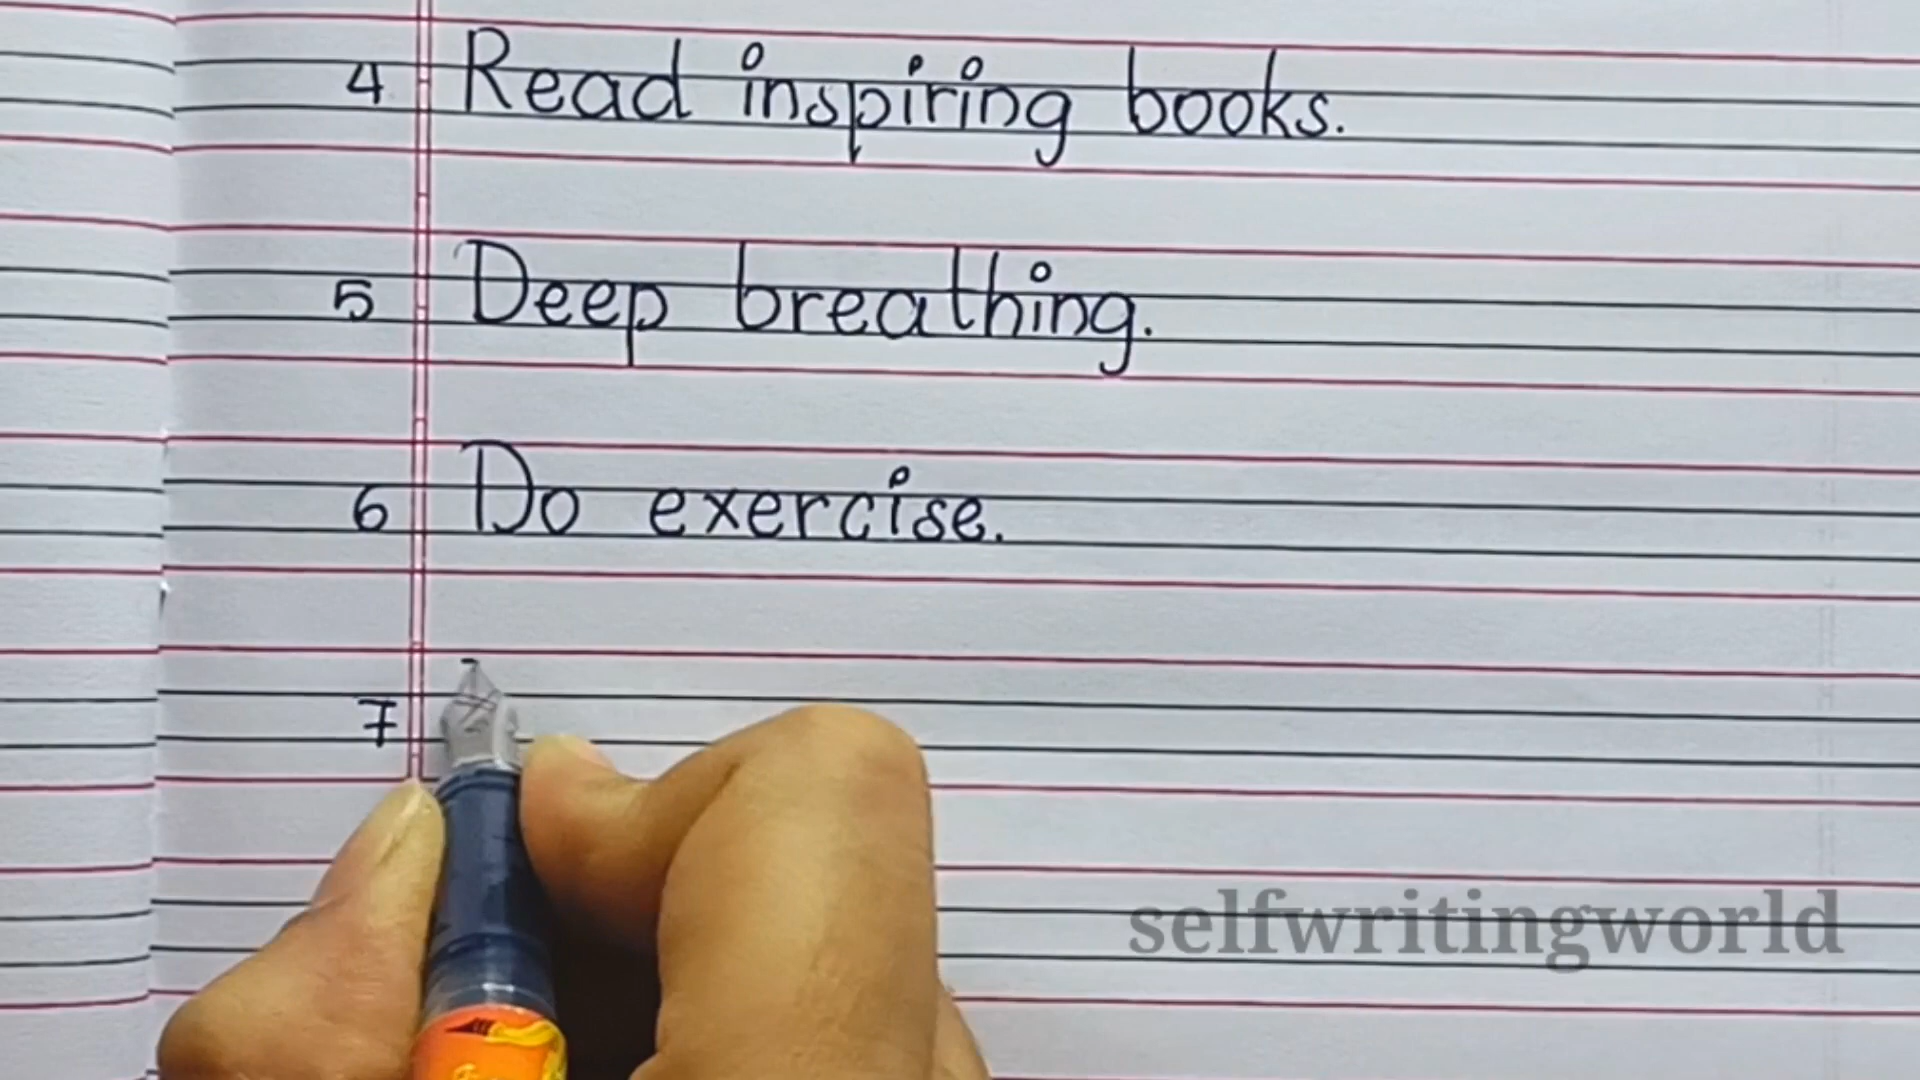 4 Read inspiring books.
5 Deep breathing.
6 Do exercise.
7
selfwritingworld